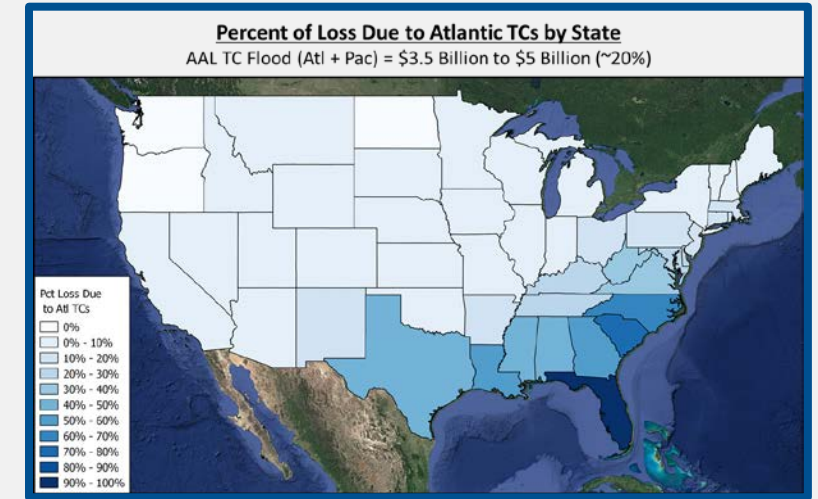 Percent of Loss Due to Atlantic TCs by State
AAL TC Flood (Atl + Pac) = $3.5 Billion to $5 Billion (~20%)
Pct Loss Due
to Atl TCs
0%
0% - 10%
10% - 20%
20% - 30%
30% - 40%
40% - 50%
50% - 60%
60% - 70%
70% - 80%
80% - 90%
90% - 100%